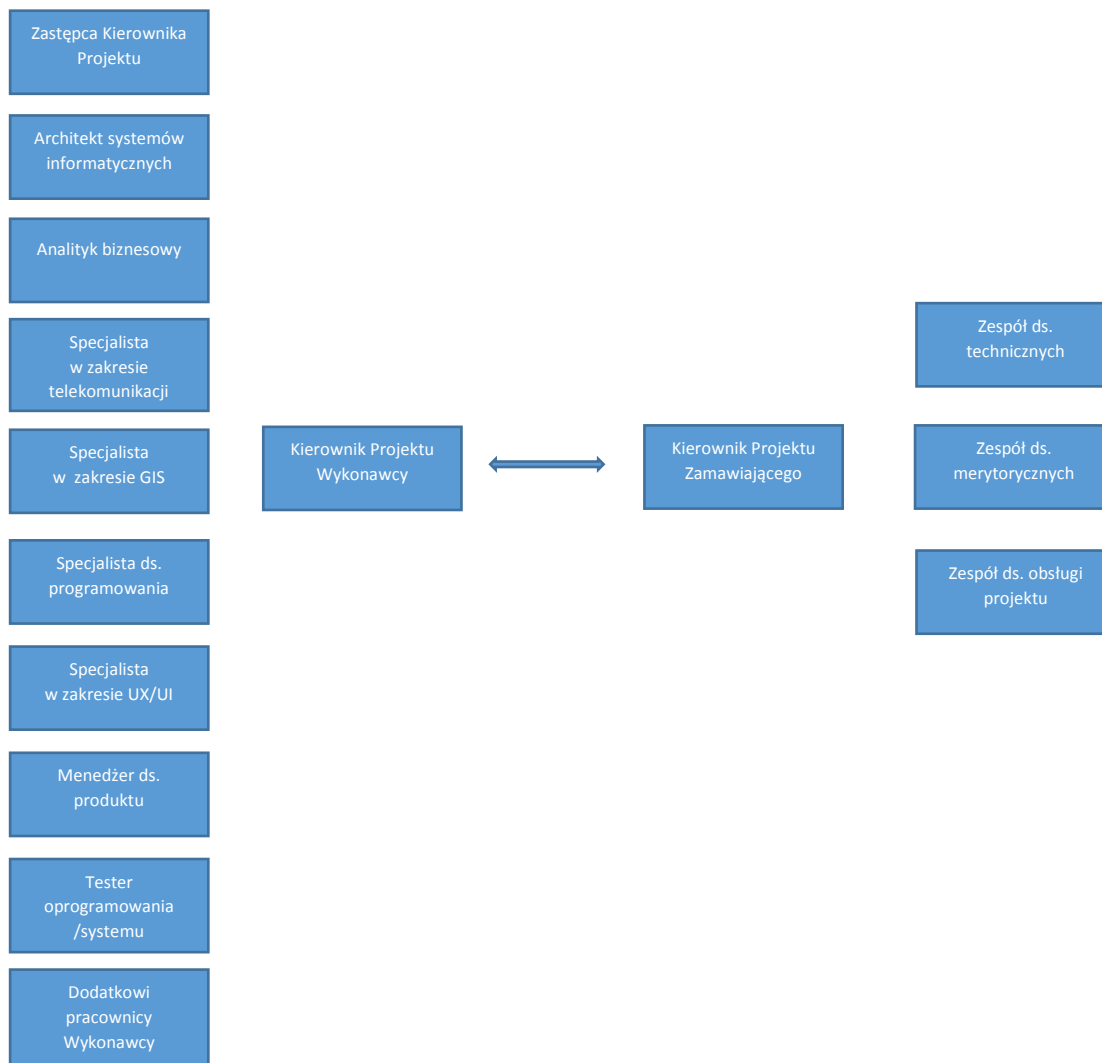 Zastępca Kierownika
Projektu
Architekt systemów
informatycznych
Analityk biznesowy
Specjalista
w zakresie
telekomunikacji
Specjalista
w  zakresie GIS
Specjalista ds.
programowania
Specjalista
w zakresie UX/UI
Menedżer ds.
produktu
Tester
oprogramowania
/systemu
Dodatkowi
pracownicy
Wykonawcy
Kierownik Projektu
Wykonawcy
Kierownik Projektu
Zamawiającego
Zespół ds.
technicznych
Zespół ds.
merytorycznych
Zespół ds. obsługi
projektu